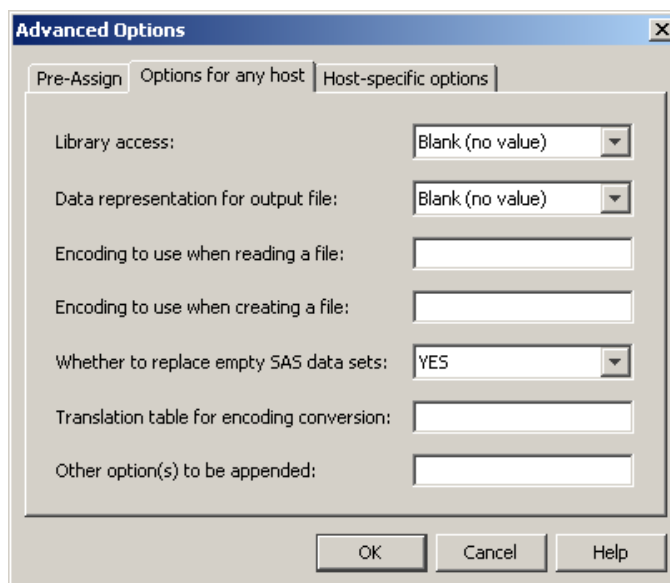 Advanced Options
Pre-Assign Options for any host Host-specific options
Library access: Blank (no value)
Data representation for output file: Blank (no value)
Encoding to use when reading a file:
Encoding to use when creating a file:
Whether to replace empty SAS data sets: YES
Translation table for encoding conversion:
Other option(s) to be appended:
OK Cancel Help